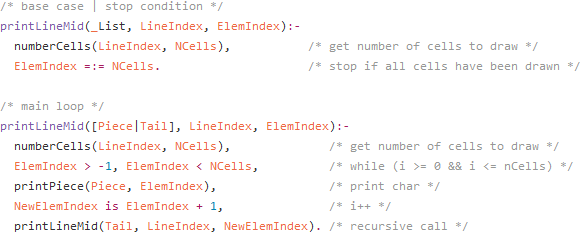 /* base case | stop condition */
printLineMid(_List, LineIndex, ElemIndex):-
numberCells(LineIndex, NCells), /* get number of cells to draw */
ElemIndex =:= NCells. /* stop if all cells have been drawn */

/* main loop */
printLineMid([Piece|Tail], LineIndex, ElemIndex):-
numberCells(LineIndex, NCells), /* get number of cells to draw */
ElemIndex > -1, ElemIndex < NCells, /* while (i >= 0 && i <= nCells) */
printPiece(Piece, ElemIndex), /* print char */
NewElemIndex is ElemIndex + 1, /* i++ */
printLineMid(Tail, LineIndex, NewElemIndex). /* recursive call */